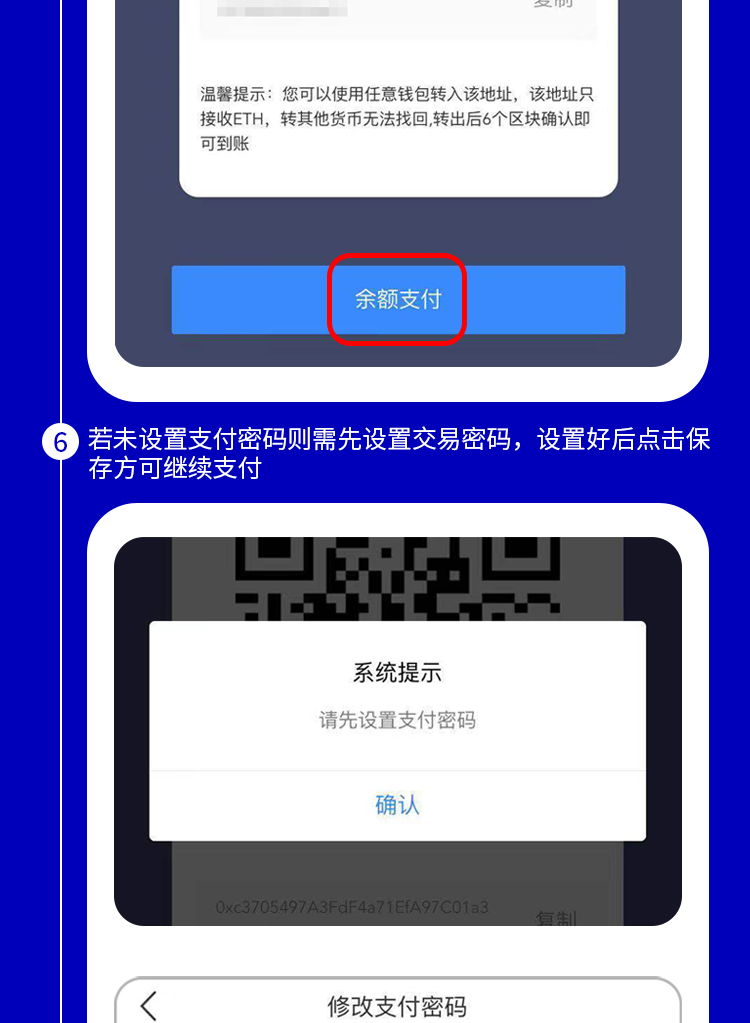 复制
温馨提示：您可以使用任意钱包转入该地址，该地址只
接收ETH，转其他货币无法找回,转出后6个区块确认即
可到账
余额支付
6
若未设置支付密码则需先设置交易密码，设置好后点击保
存方可继续支付
系统提示
请先设置支付密码
确认
0xc3705497A3FdF4a71EfA97C01a3
复制
修改支付密码